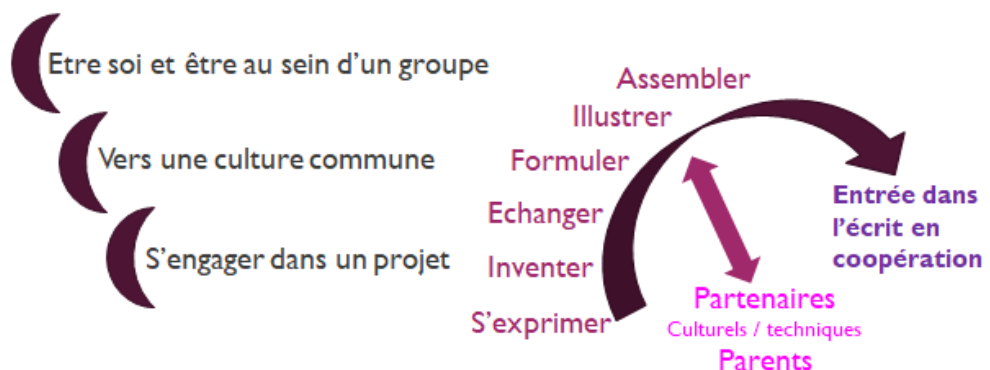 Etre soi et être au sein d'un groupe
Vers une culture commune
S'engager dans un projet
Assembler
Illustrer
Formuler
Echanger
Inventer
S'exprimer
Entrée dans
l'écrit en
coopération
Partenaires
Culturels / techniques
Parents